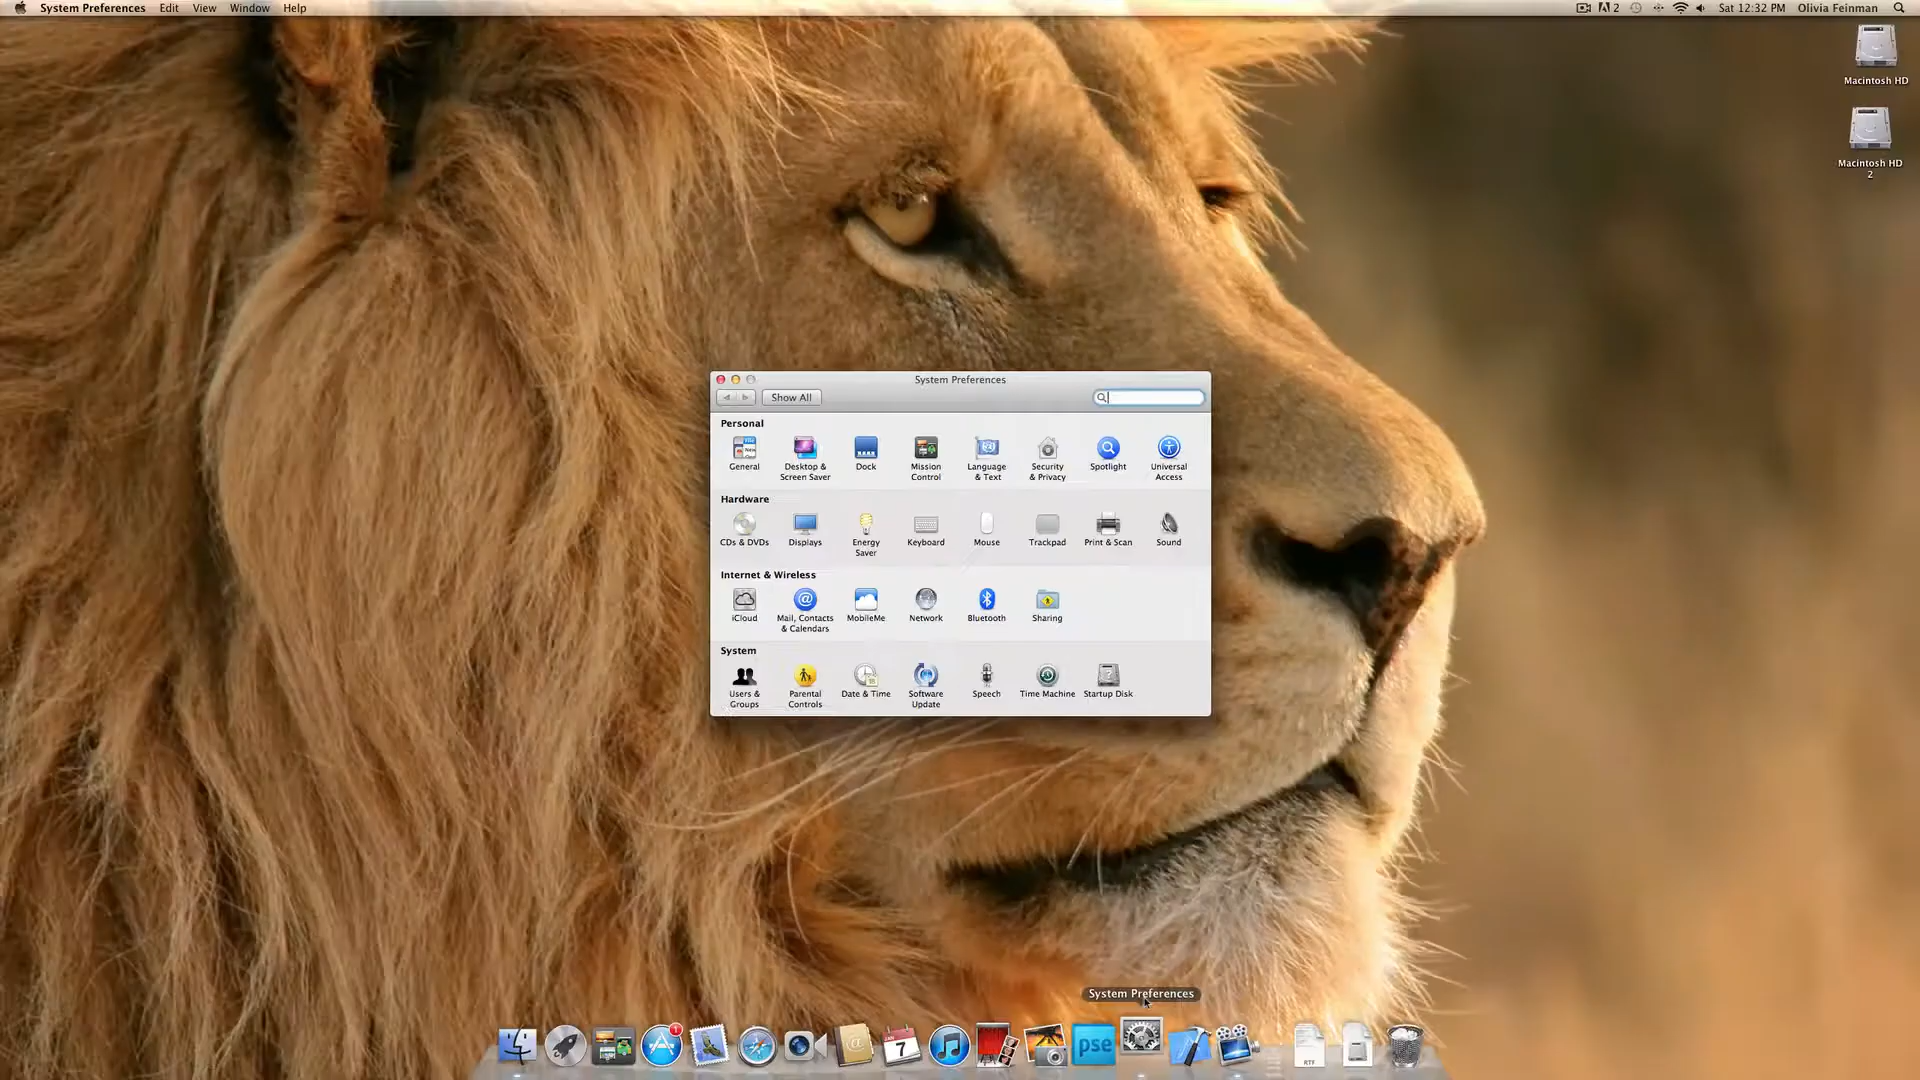 System Preferences Edit View Window Help
2 Sat 12:32 PM Olivia Feinman
Macintosh HD
Macintosh HD
2
System Preferences
Show All
Personal
General
Desktop &
Screen Saver
Dock
Mission
Control
Language
& Text
Security
& Privacy
Spotlight
Universal
Access
Hardware
CDs & DVDs
Displays
Energy
Saver
Keyboard
Mouse
Trackpad
Print & Scan
Sound
Internet & Wireless
iCloud
Mail, Contacts
& Calendars
MobileMe
Network
Bluetooth
Sharing
System
Users &
Groups
Parental
Controls
Date & Time
Software
Update
Speech
Time Machine
Startup Disk
System Preferences
1
7
pse
RTF